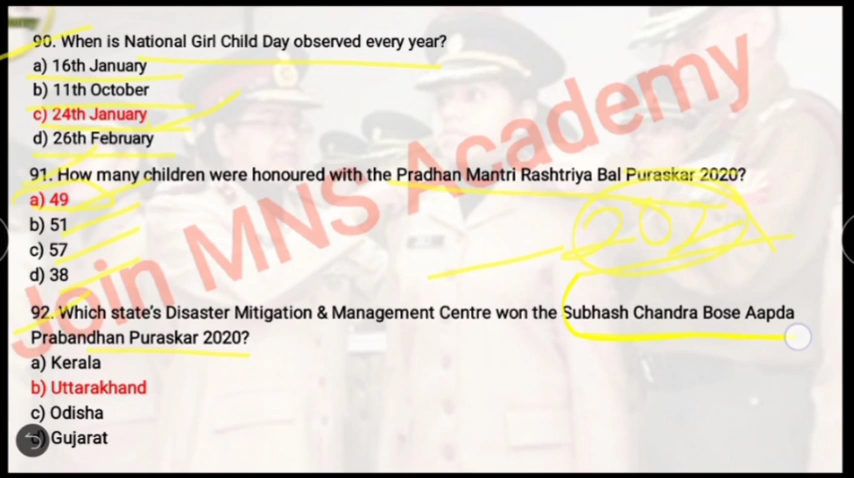 90. When is National Girl Child Day observed every year?
a) 16th January
b) 11th October
c) 24th January
d) 26th February
91. How many children were honoured with the Pradhan Mantri Rashtriya Bal Puraskar 2020?
a) 49
b) 51
c) 57
d) 38
92. Which state's Disaster Mitigation & Management Centre won the Subhash Chandra Bose Aapda
Prabandhan Puraskar 2020?
a) Kerala
b) Uttarakhand
c) Odisha
d) Gujarat
Join MNS Academy